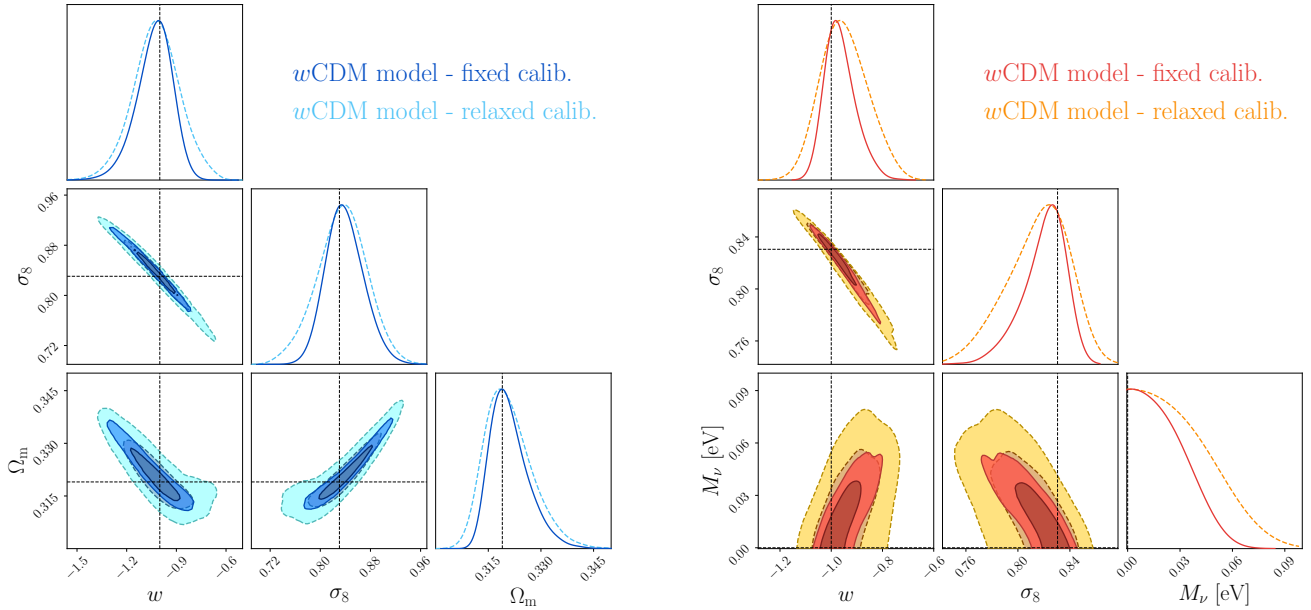 wCDM model - fixed calib.
wCDM model - relaxed calib.
0.96
0.88
0.80
0.72
σ8
0.345
0.330
0.315
Ωm
−1.5
−1.2
−0.9
−0.6
w
0.72
0.80
0.88
0.96
σ8
0.315
0.330
0.345
Ωm
wCDM model - fixed calib.
wCDM model - relaxed calib.
0.84
0.80
0.76
σ8
0.09
0.06
0.03
0.00
Mν [eV]
−1.2
−1.0
−0.8
w
0.76
0.80
0.84
σ8
0.00
0.03
0.06
0.09
Mν [eV]